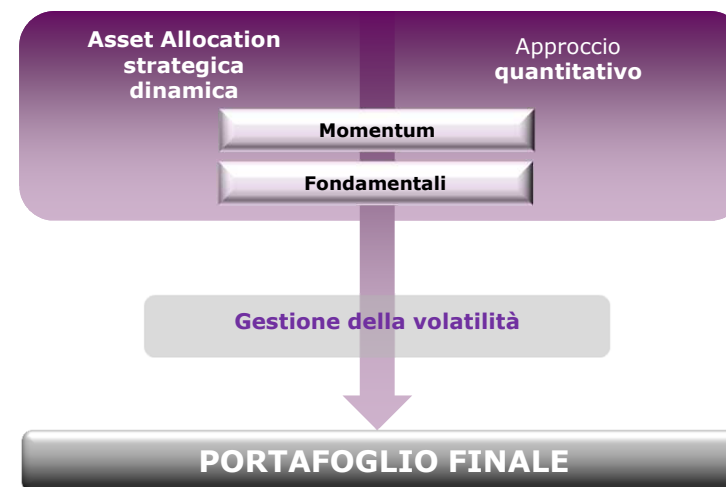 Asset Allocation
strategica
dinamica
Approccio
quantitativo
Momentum
Fondamentali
Gestione della volatilità
PORTAFOGLIO FINALE